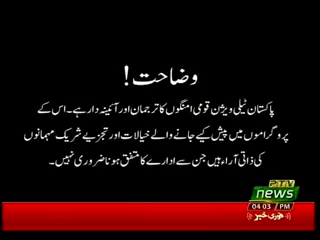 وضاحت!
پاکستان ٹیلی ویژن قومی امنگوں کا ترجمان اور آئینہ دار ہے۔ اس کے
پروگراموں میں پیش کیے جانے والے خیالات اور تجزیے شریک مہمانوں
کی ذاتی آراء ہیں جن سے ادارے کا متفق ہونا ضروری نہیں۔
PTV
news
04 03 PM